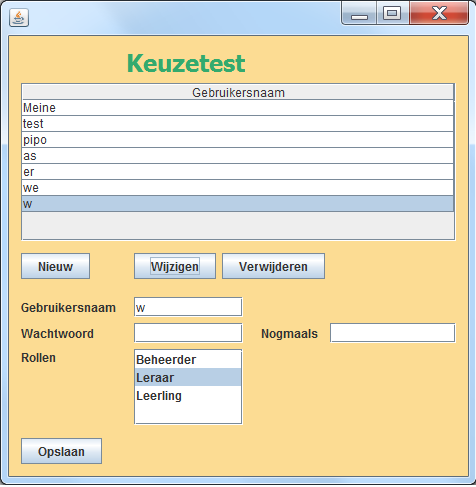 Keuzetest
Gebruikersnaam
Meine
test
pipo
as
er
we
w
Nieuw Wijzigen Verwijderen
Gebruikersnaam w
Wachtwoord Nogmaals
Rollen Beheerder
Leraar
Leerling
Opslaan